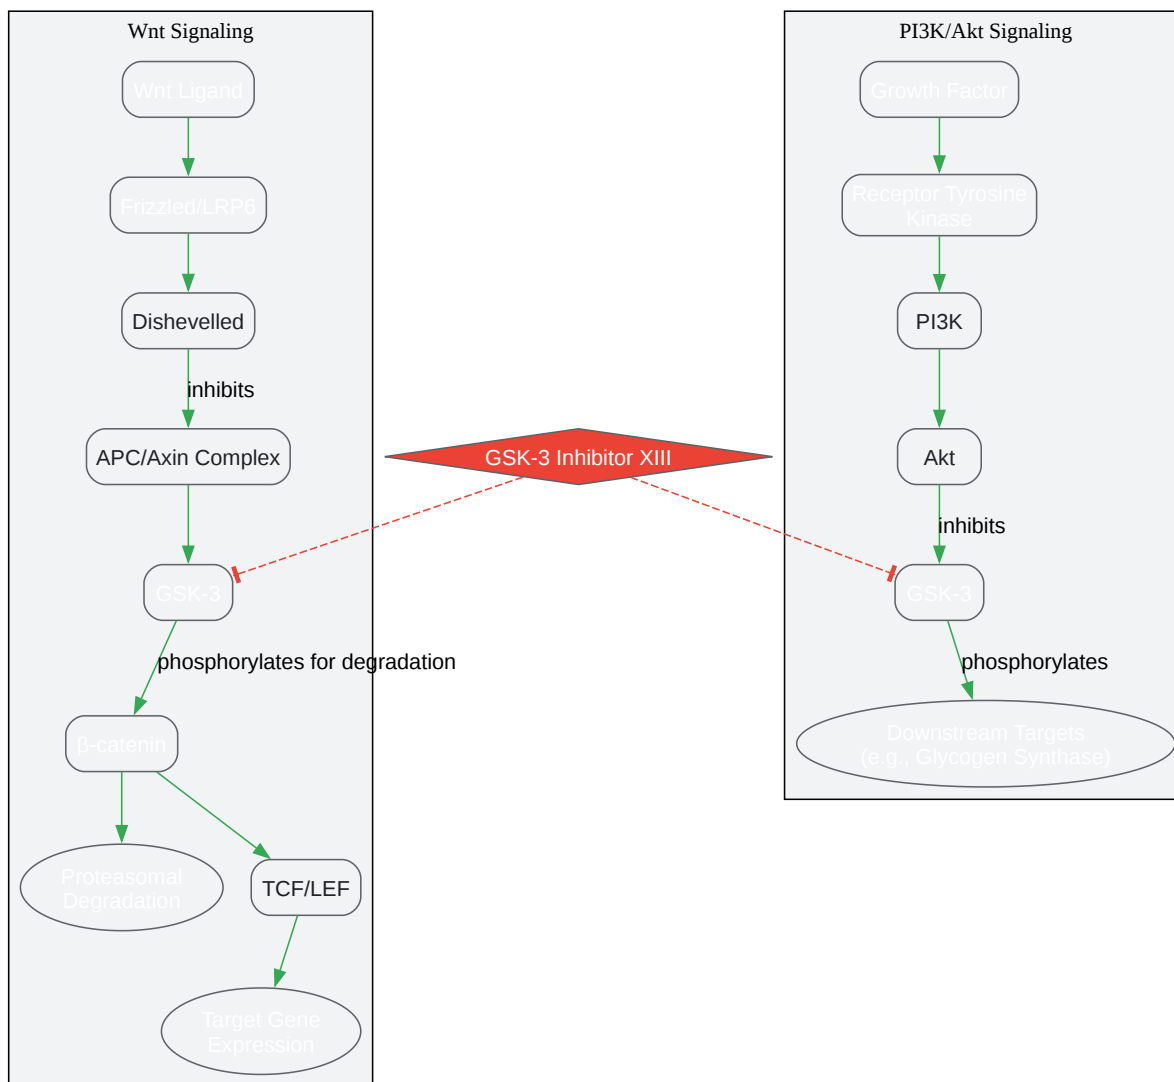 Wnt Signaling
Wnt Ligand
Frizzled/LRP6
Dishevelled
inhibits
APC/Axin Complex
GSK-3
phosphorylates for degradation
β-catenin
Proteasomal
Degradation
TCF/LEF
Target Gene
Expression
GSK-3 Inhibitor XIII
PI3K/Akt Signaling
Growth Factor
Receptor Tyrosine
Kinase
PI3K
Akt
inhibits
GSK-3
phosphorylates
Downstream Targets
(e.g., Glycogen Synthase)